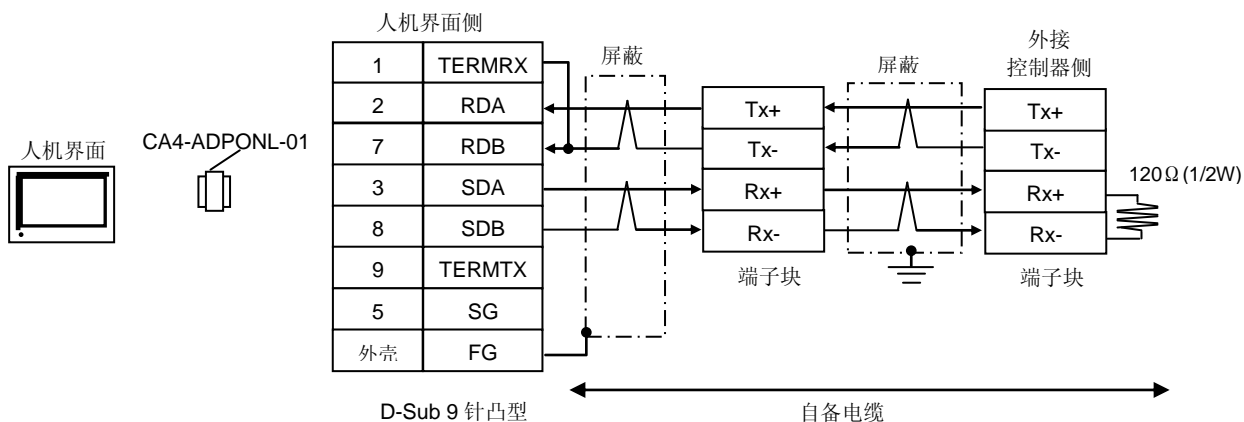 人机界面
CA4-ADPONL-01
人机界面侧
1 TERMRX
2 RDA
7 RDB
3 SDA
8 SDB
9 TERMTX
5 SG
外壳 FG
D-Sub 9 针凸型
屏蔽
Tx+
Tx-
Rx+
Rx-
端子块
屏蔽
外接
控制器侧
Tx+
Tx-
Rx+
Rx-
端子块
120Ω(1/2W)
自备电缆